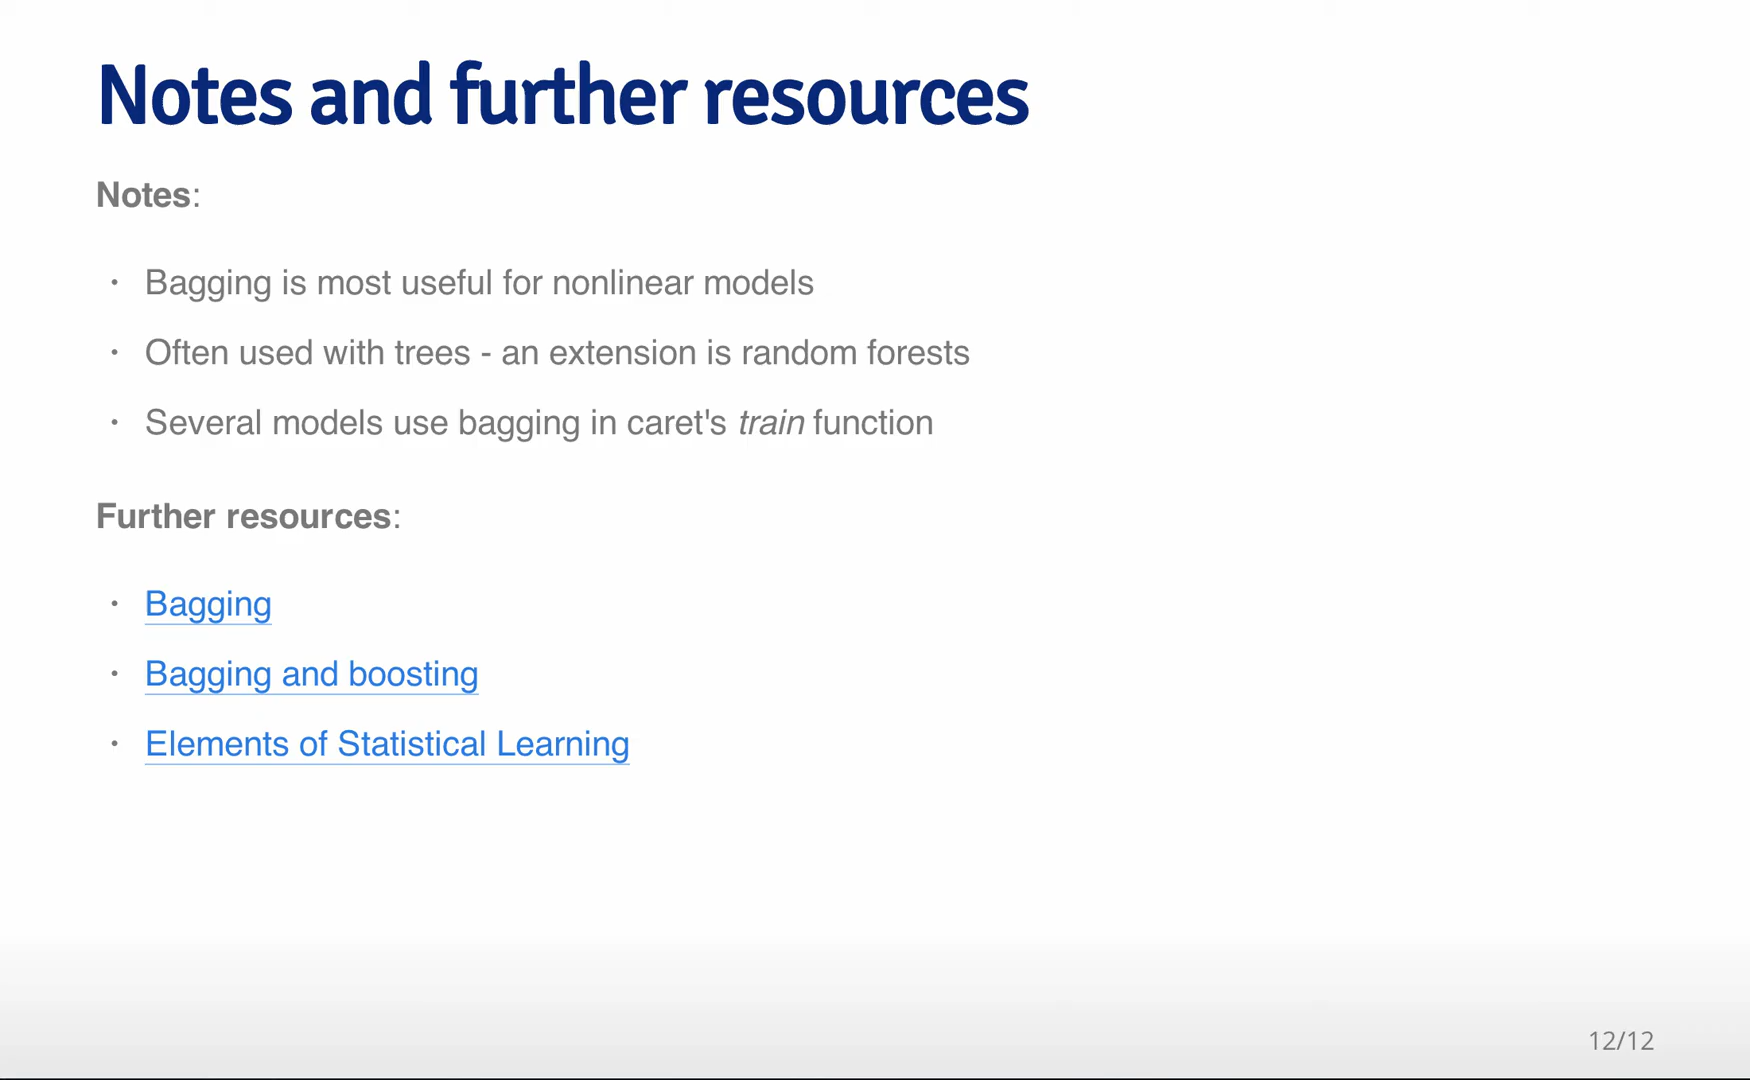 Notes and further resources
Notes:
• Bagging is most useful for nonlinear models
• Often used with trees - an extension is random forests
• Several models use bagging in caret's train function
Further resources:
• Bagging
• Bagging and boosting
• Elements of Statistical Learning
12/12